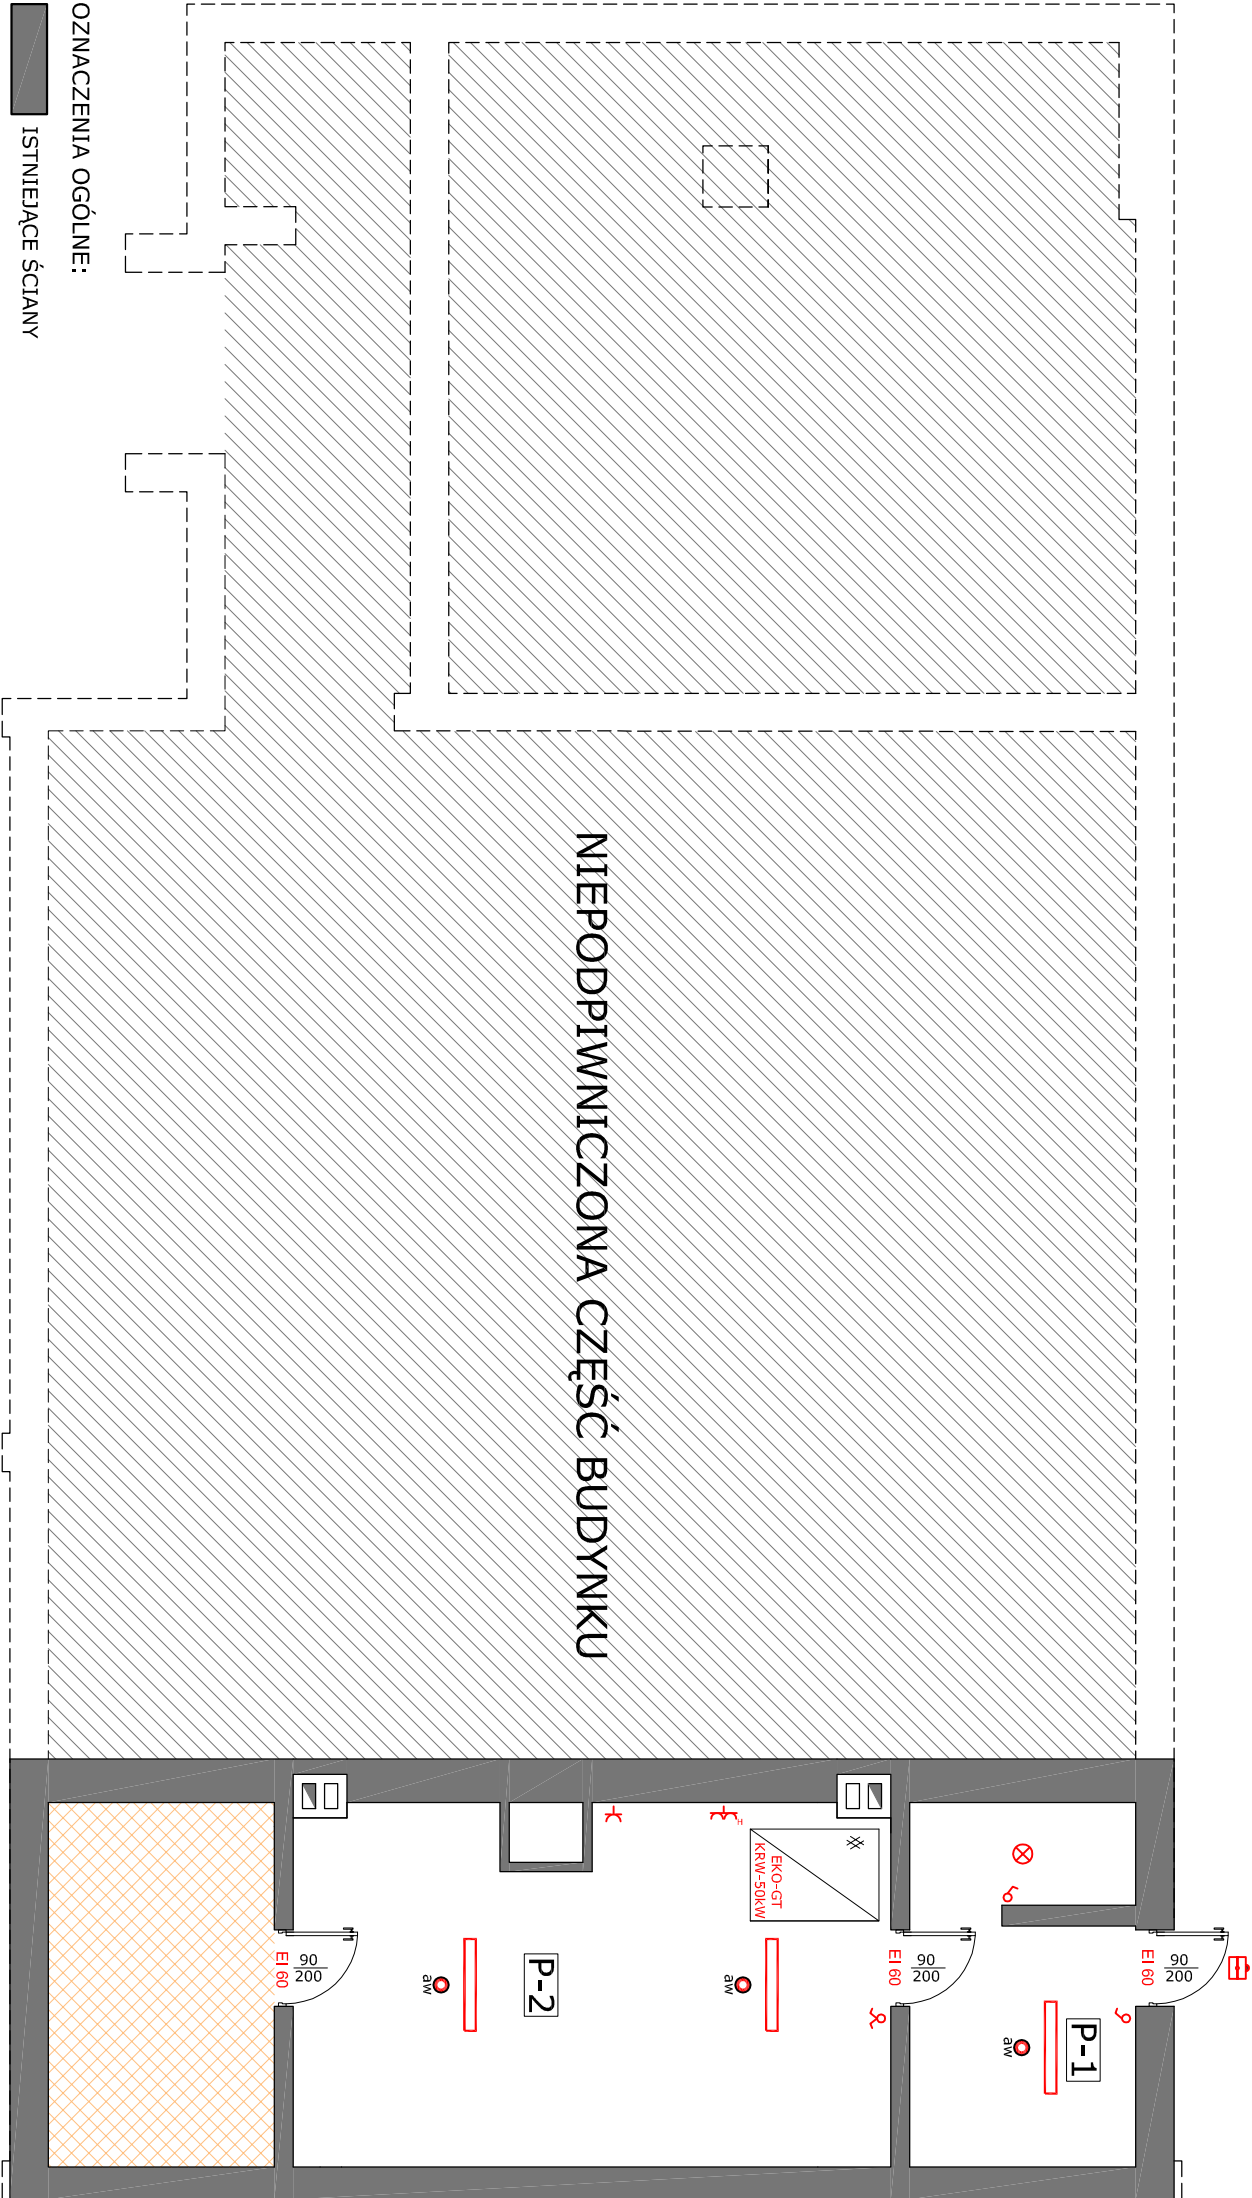 OZNACZENIA OGÓLNE:
ISTNIEJĄCE ŚCIANY
NIEPODPIWNICZONA CZĘŚĆ BUDYNKU
H
EKO-GT
KRW-50kW
90
200
EI 60
90
200
EI 60
90
200
EI 60
P-1
P-2
aw
aw
aw